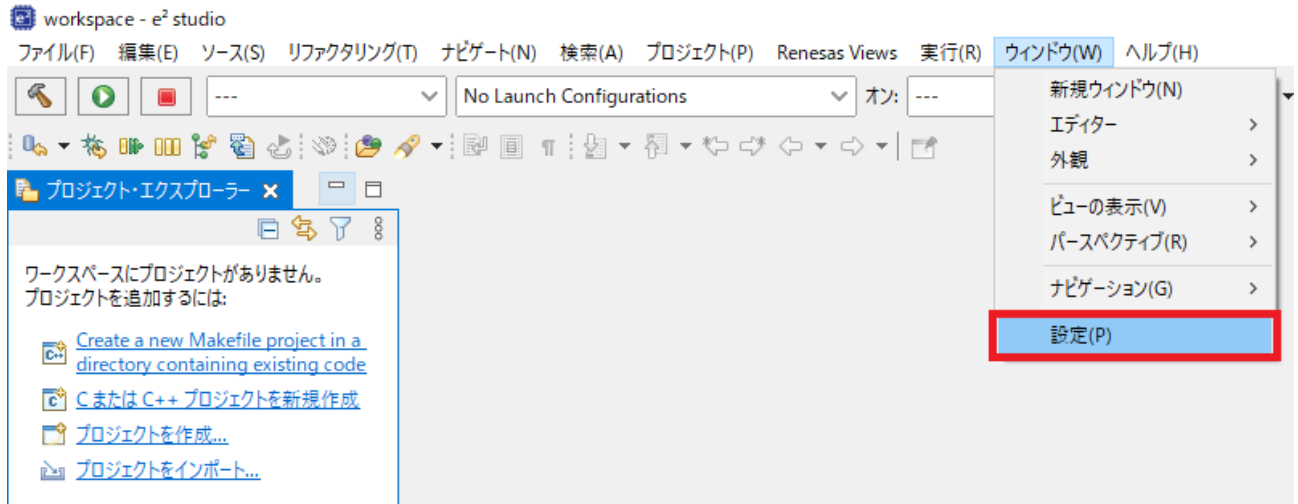 workspace - e² studio
ファイル(F) 編集(E) ソース(S) リファクタリング(T) ナビゲート(N) 検索(A) プロジェクト(P) Renesas Views 実行(R) ウィンドウ(W) ヘルプ(H)
--- No Launch Configurations オン: ---
プロジェクト・エクスプローラー
ワークスペースにプロジェクトがありません。
プロジェクトを追加するには:
Create a new Makefile project in a
directory containing existing code
C または C++ プロジェクトを新規作成
プロジェクトを作成...
プロジェクトをインポート...
新規ウィンドウ(N)
エディター
外観
ビューの表示(V)
パースペクティブ(R)
ナビゲーション(G)
設定(P)